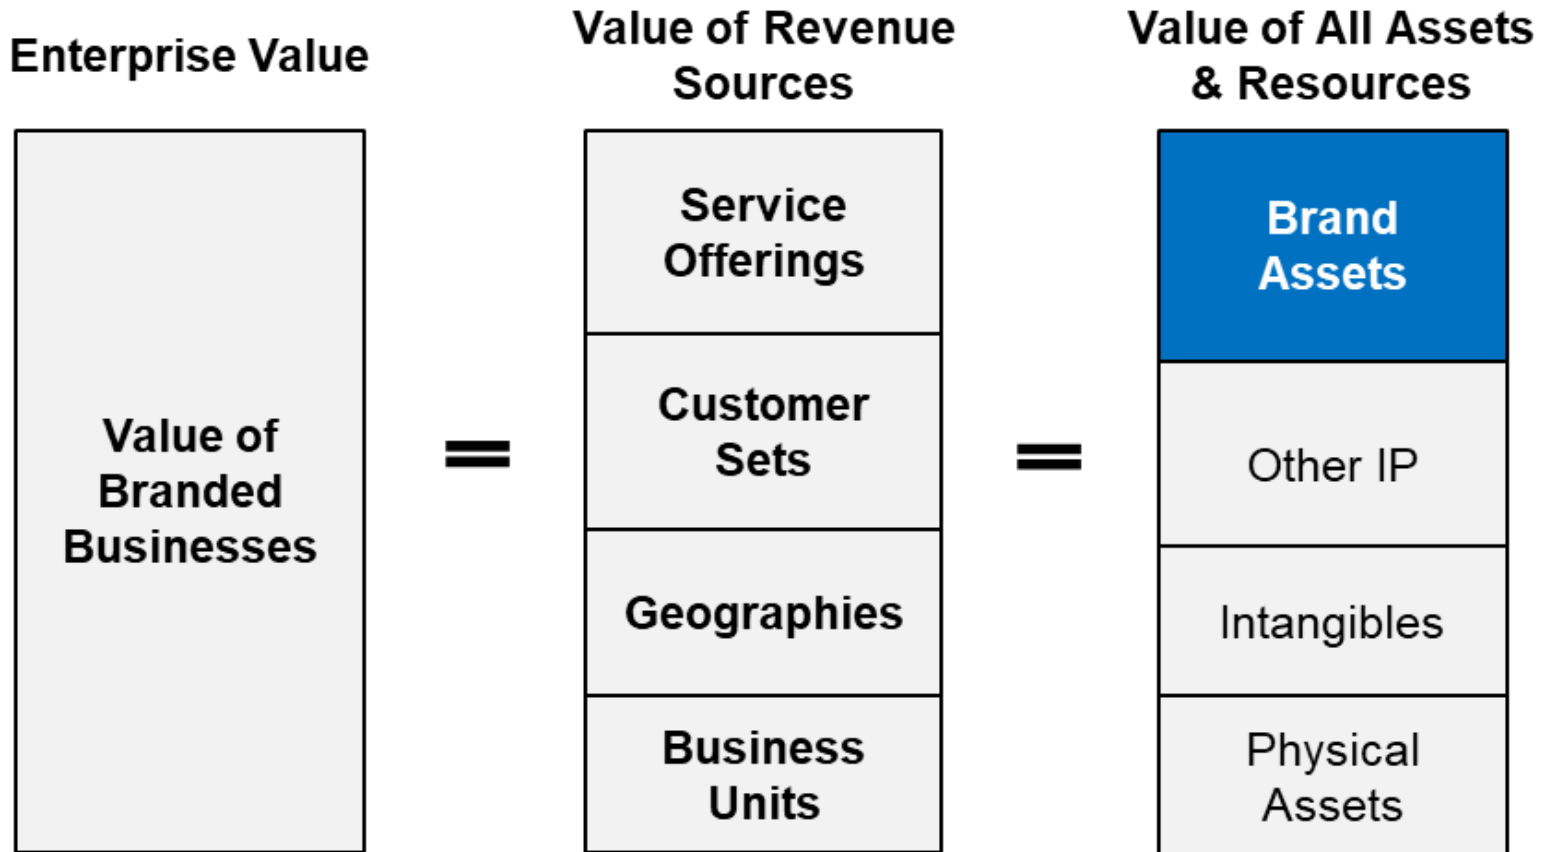 Enterprise Value
Value of Branded Businesses
=
Value of Revenue
Sources
Service
Offerings
Customer
Sets
Geographies
Business
Units
=
Value of All Assets
& Resources
Brand
Assets
Other IP
Intangibles
Physical
Assets